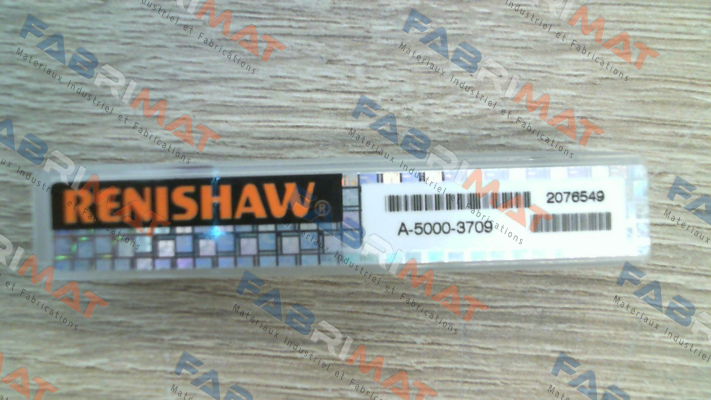 RENISHAW®
2076549
A-5000-3709
FABRIMAT
Materiaux Industriel et Fabrications